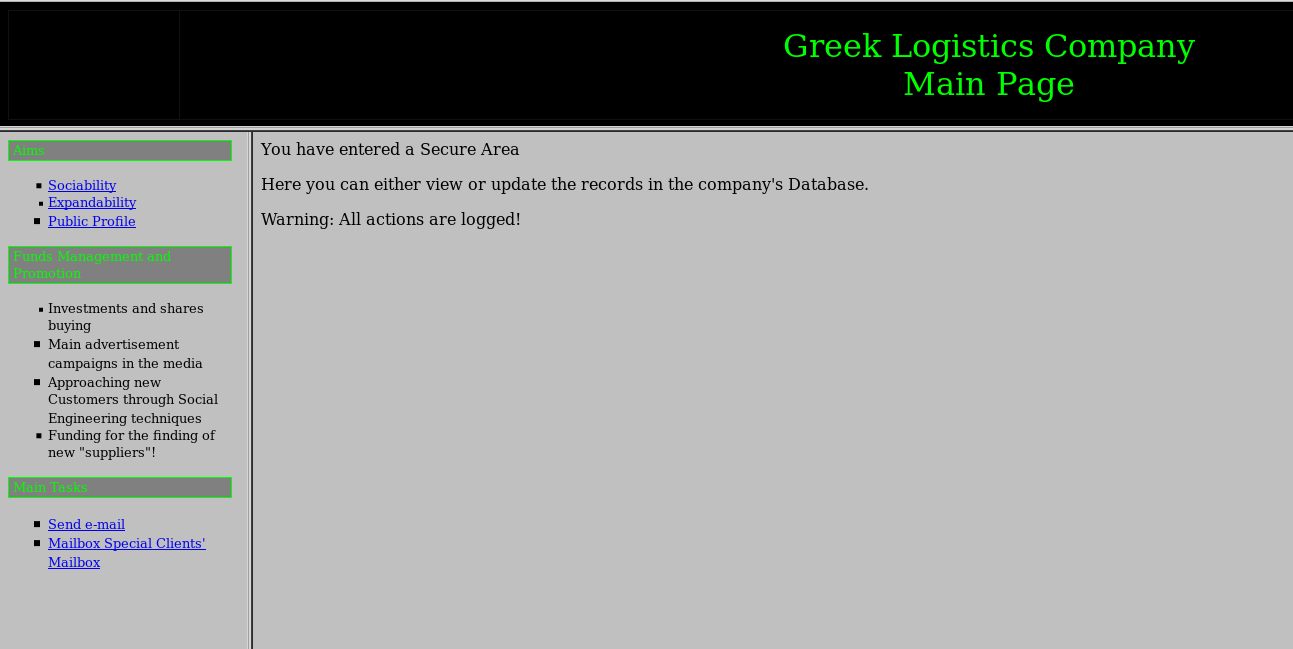 Greek Logistics Company
Main Page
Aims
Sociability
Expandability
Public Profile
Funds Management and
Promotion
Investments and shares
buying
Main advertisement
campaigns in the media
Approaching new
Customers through Social
Engineering techniques
Funding for the finding of
new "suppliers"!
Main Tasks
Send e-mail
Mailbox Special Clients'
Mailbox
You have entered a Secure Area
Here you can either view or update the records in the company's Database.
Warning: All actions are logged!